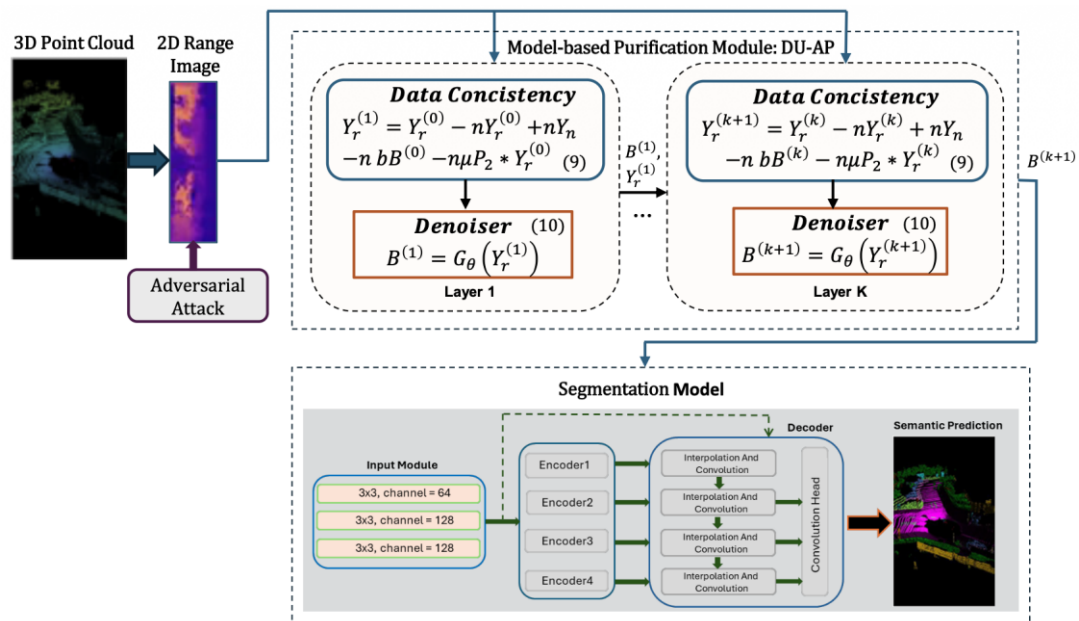 3D Point Cloud
2D Range
Image
Adversarial
Attack
Model-based Purification Module: DU-AP
Data Concistency
Y_r^{(1)} = Y_r^{(0)} − nY_r^{(0)} +nY_n
−n bB^{(0)} −nμP_2 * Y_r^{(0)} (9)
Denoiser (10)
B^{(1)} = G_θ (Y_r^{(1)})
Layer 1
B^{(1)},
Y_r^{(1)}
...
Data Concistency
Y_r^{(k+1)} = Y_r^{(k)} − nY_r^{(k)} + nY_n
−n bB^{(k)} −nμP_2 * Y_r^{(k)} (9)
Denoiser (10)
B^{(k+1)} = G_θ (Y_r^{(k+1)})
Layer K
B^{(k+1)}
Segmentation Model
Input Module
3x3, channel = 64
3x3, channel = 128
3x3, channel = 128
Encoder1
Encoder2
Encoder3
Encoder4
Decoder
Interpolation And
Convolution
Interpolation And
Convolution
Interpolation And
Convolution
Interpolation And
Convolution
Convolution Head
Semantic Prediction